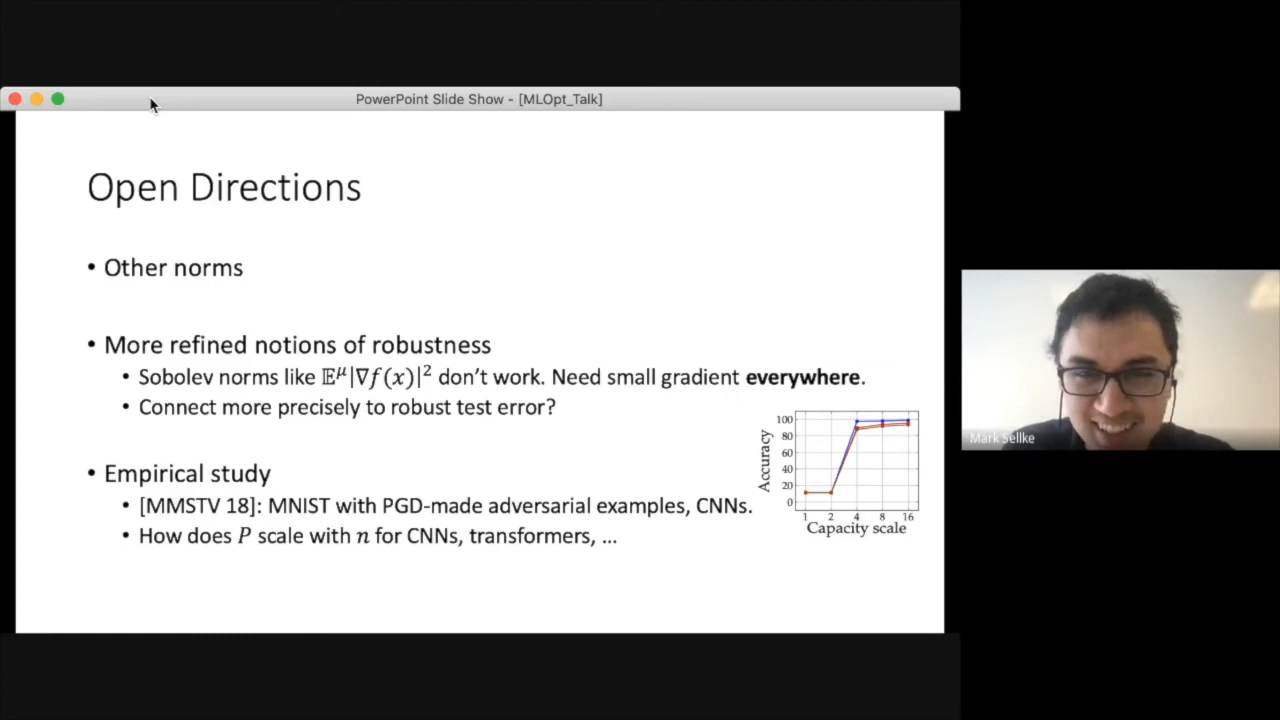 PowerPoint Slide Show - [MLOpt_Talk]
Open Directions
• Other norms
• More refined notions of robustness
• Sobolev norms like 𝔼^μ|∇f(x)|² don't work. Need small gradient everywhere.
• Connect more precisely to robust test error?
• Empirical study
• [MMSTV 18]: MNIST with PGD-made adversarial examples, CNNs.
• How does P scale with n for CNNs, transformers, ...
Accuracy
100
80
60
40
20
0
1 2 4 8 16
Capacity scale
Mark Sellke